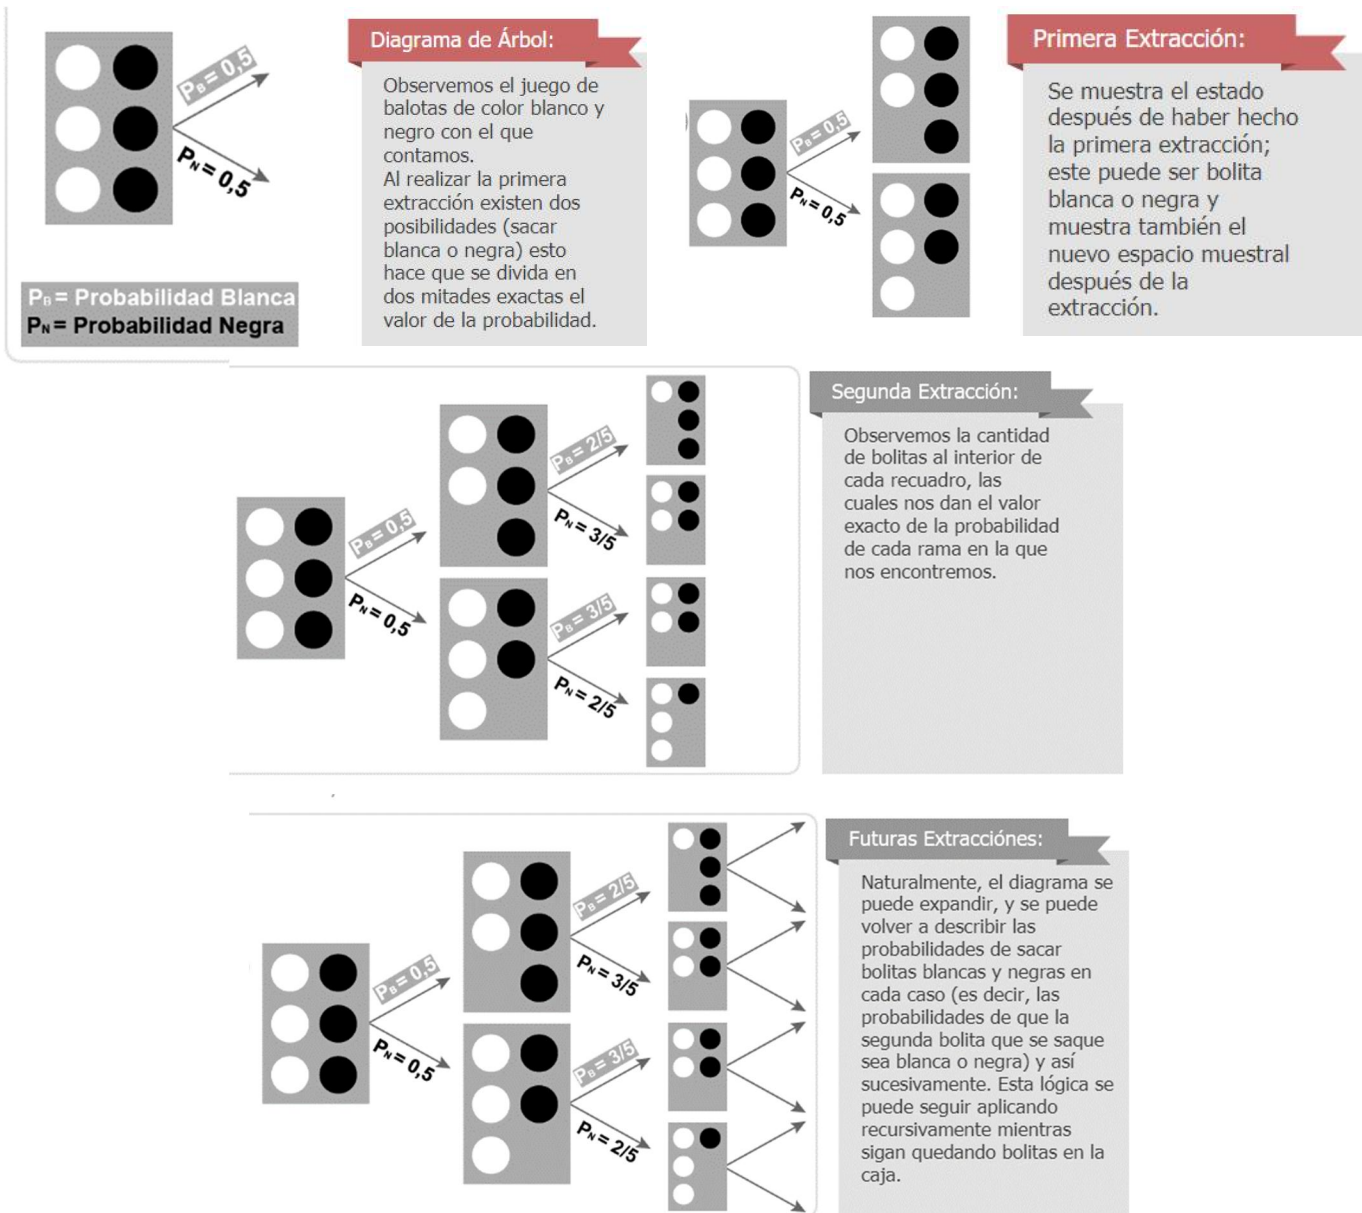 P_B = 0,5
P_N = 0,5
P_B = Probabilidad Blanca
P_N = Probabilidad Negra
Diagrama de Árbol:
Observemos el juego de
balotas de color blanco y
negro con el que
contamos.
Al realizar la primera
extracción existen dos
posibilidades (sacar
blanca o negra) esto
hace que se divida en
dos mitades exactas el
valor de la probabilidad.
P_B = 0,5
P_N = 0,5
Primera Extracción:
Se muestra el estado
después de haber hecho
la primera extracción;
este puede ser bolita
blanca o negra y
muestra también el
nuevo espacio muestral
después de la
extracción.
P_B = 0,5
P_N = 0,5
P_B = 2/5
P_N = 3/5
P_B = 3/5
P_N = 2/5
Segunda Extracción:
Observemos la cantidad
de bolitas al interior de
cada recuadro, las
cuales nos dan el valor
exacto de la probabilidad
de cada rama en la que
nos encontremos.
P_B = 0,5
P_N = 0,5
P_B = 2/5
P_N = 3/5
P_B = 3/5
P_N = 2/5
Futuras Extracciónes:
Naturalmente, el diagrama se
puede expandir, y se puede
volver a describir las
probabilidades de sacar
bolitas blancas y negras en
cada caso (es decir, las
probabilidades de que la
segunda bolita que se saque
sea blanca o negra) y así
sucesivamente. Esta lógica se
puede seguir aplicando
recursivamente mientras
sigan quedando bolitas en la
caja.